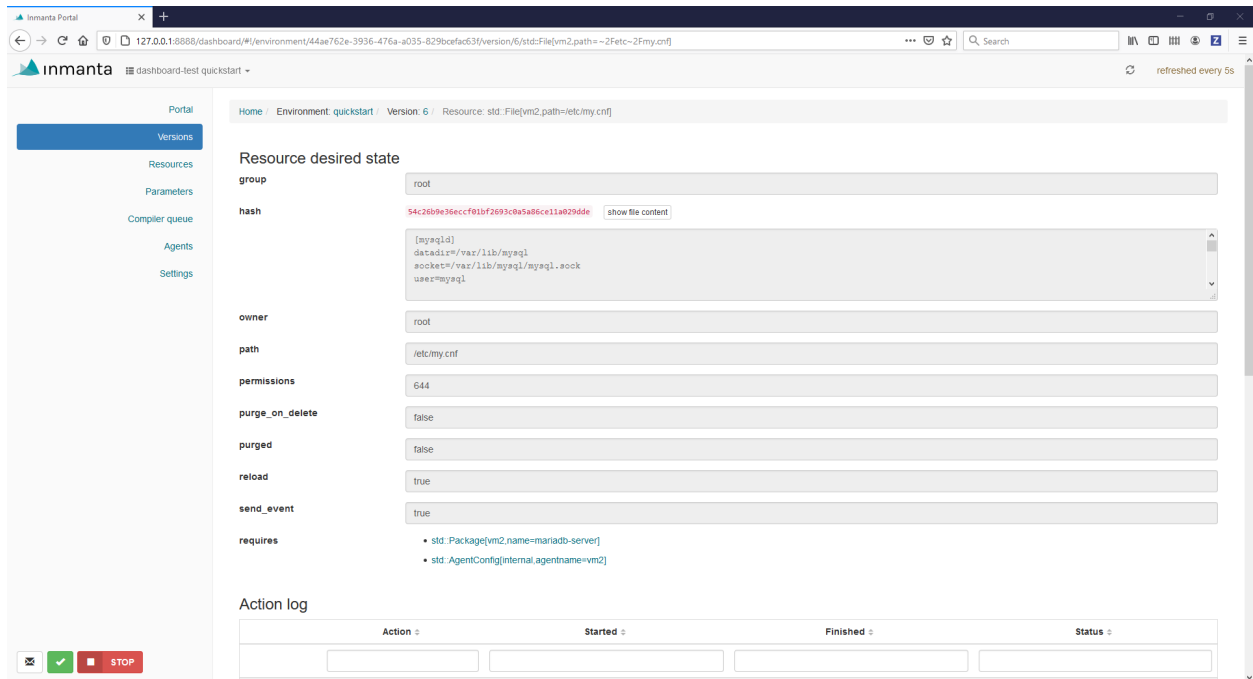 Inmanta Portal
127.0.0.1:8888/dashboard/#!/environment/44ae762e-3936-476a-a035-829bcefac63f/version/6/std::File[vm2,path=~2Fetc~2Fmy.cnf]
Search
inmanta
dashboard-test quickstart
refreshed every 5s
Portal
Versions
Resources
Parameters
Compiler queue
Agents
Settings
Home / Environment: quickstart / Version: 6 / Resource: std::File[vm2,path=/etc/my.cnf]
Resource desired state
group
root
hash
54c26b9e36eccf01bf2693c0a5a86ce11a029dde show file content
[mysqld]
datadir=/var/lib/mysql
socket=/var/lib/mysql/mysql.sock
user=mysql
owner
root
path
/etc/my.cnf
permissions
644
purge_on_delete
false
purged
false
reload
true
send_event
true
requires
• std::Package[vm2,name=mariadb-server]
• std::AgentConfig[internal,agentname=vm2]
Action log
Action Started Finished Status
STOP